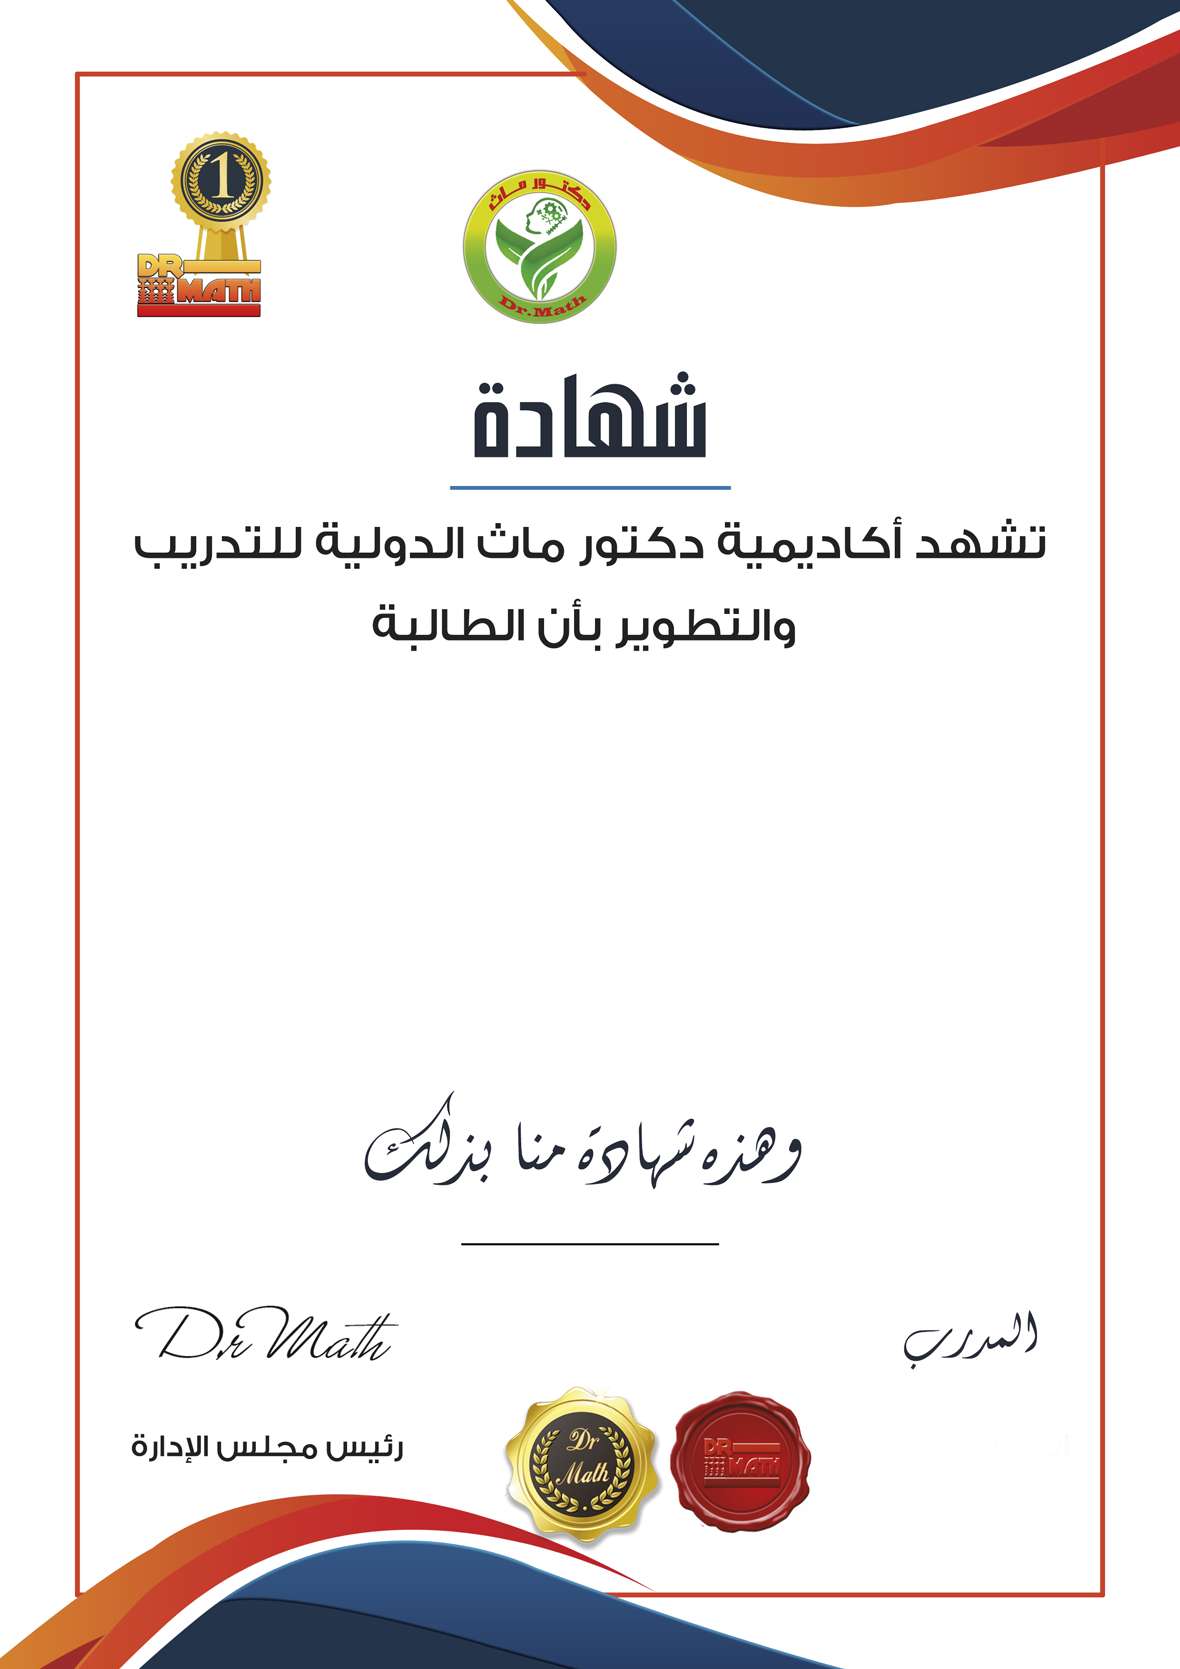 1
DR
MATH
دكتور ماث
Dr.Math
شهادة
تشهد أكاديمية دكتور ماث الدولية للتدريب
والتطوير بأن الطالبة
وهذه شهادة منا بذلك
Dr Math
المدرب
رئيس مجلس الإدارة
Dr
Math
DR
MATH